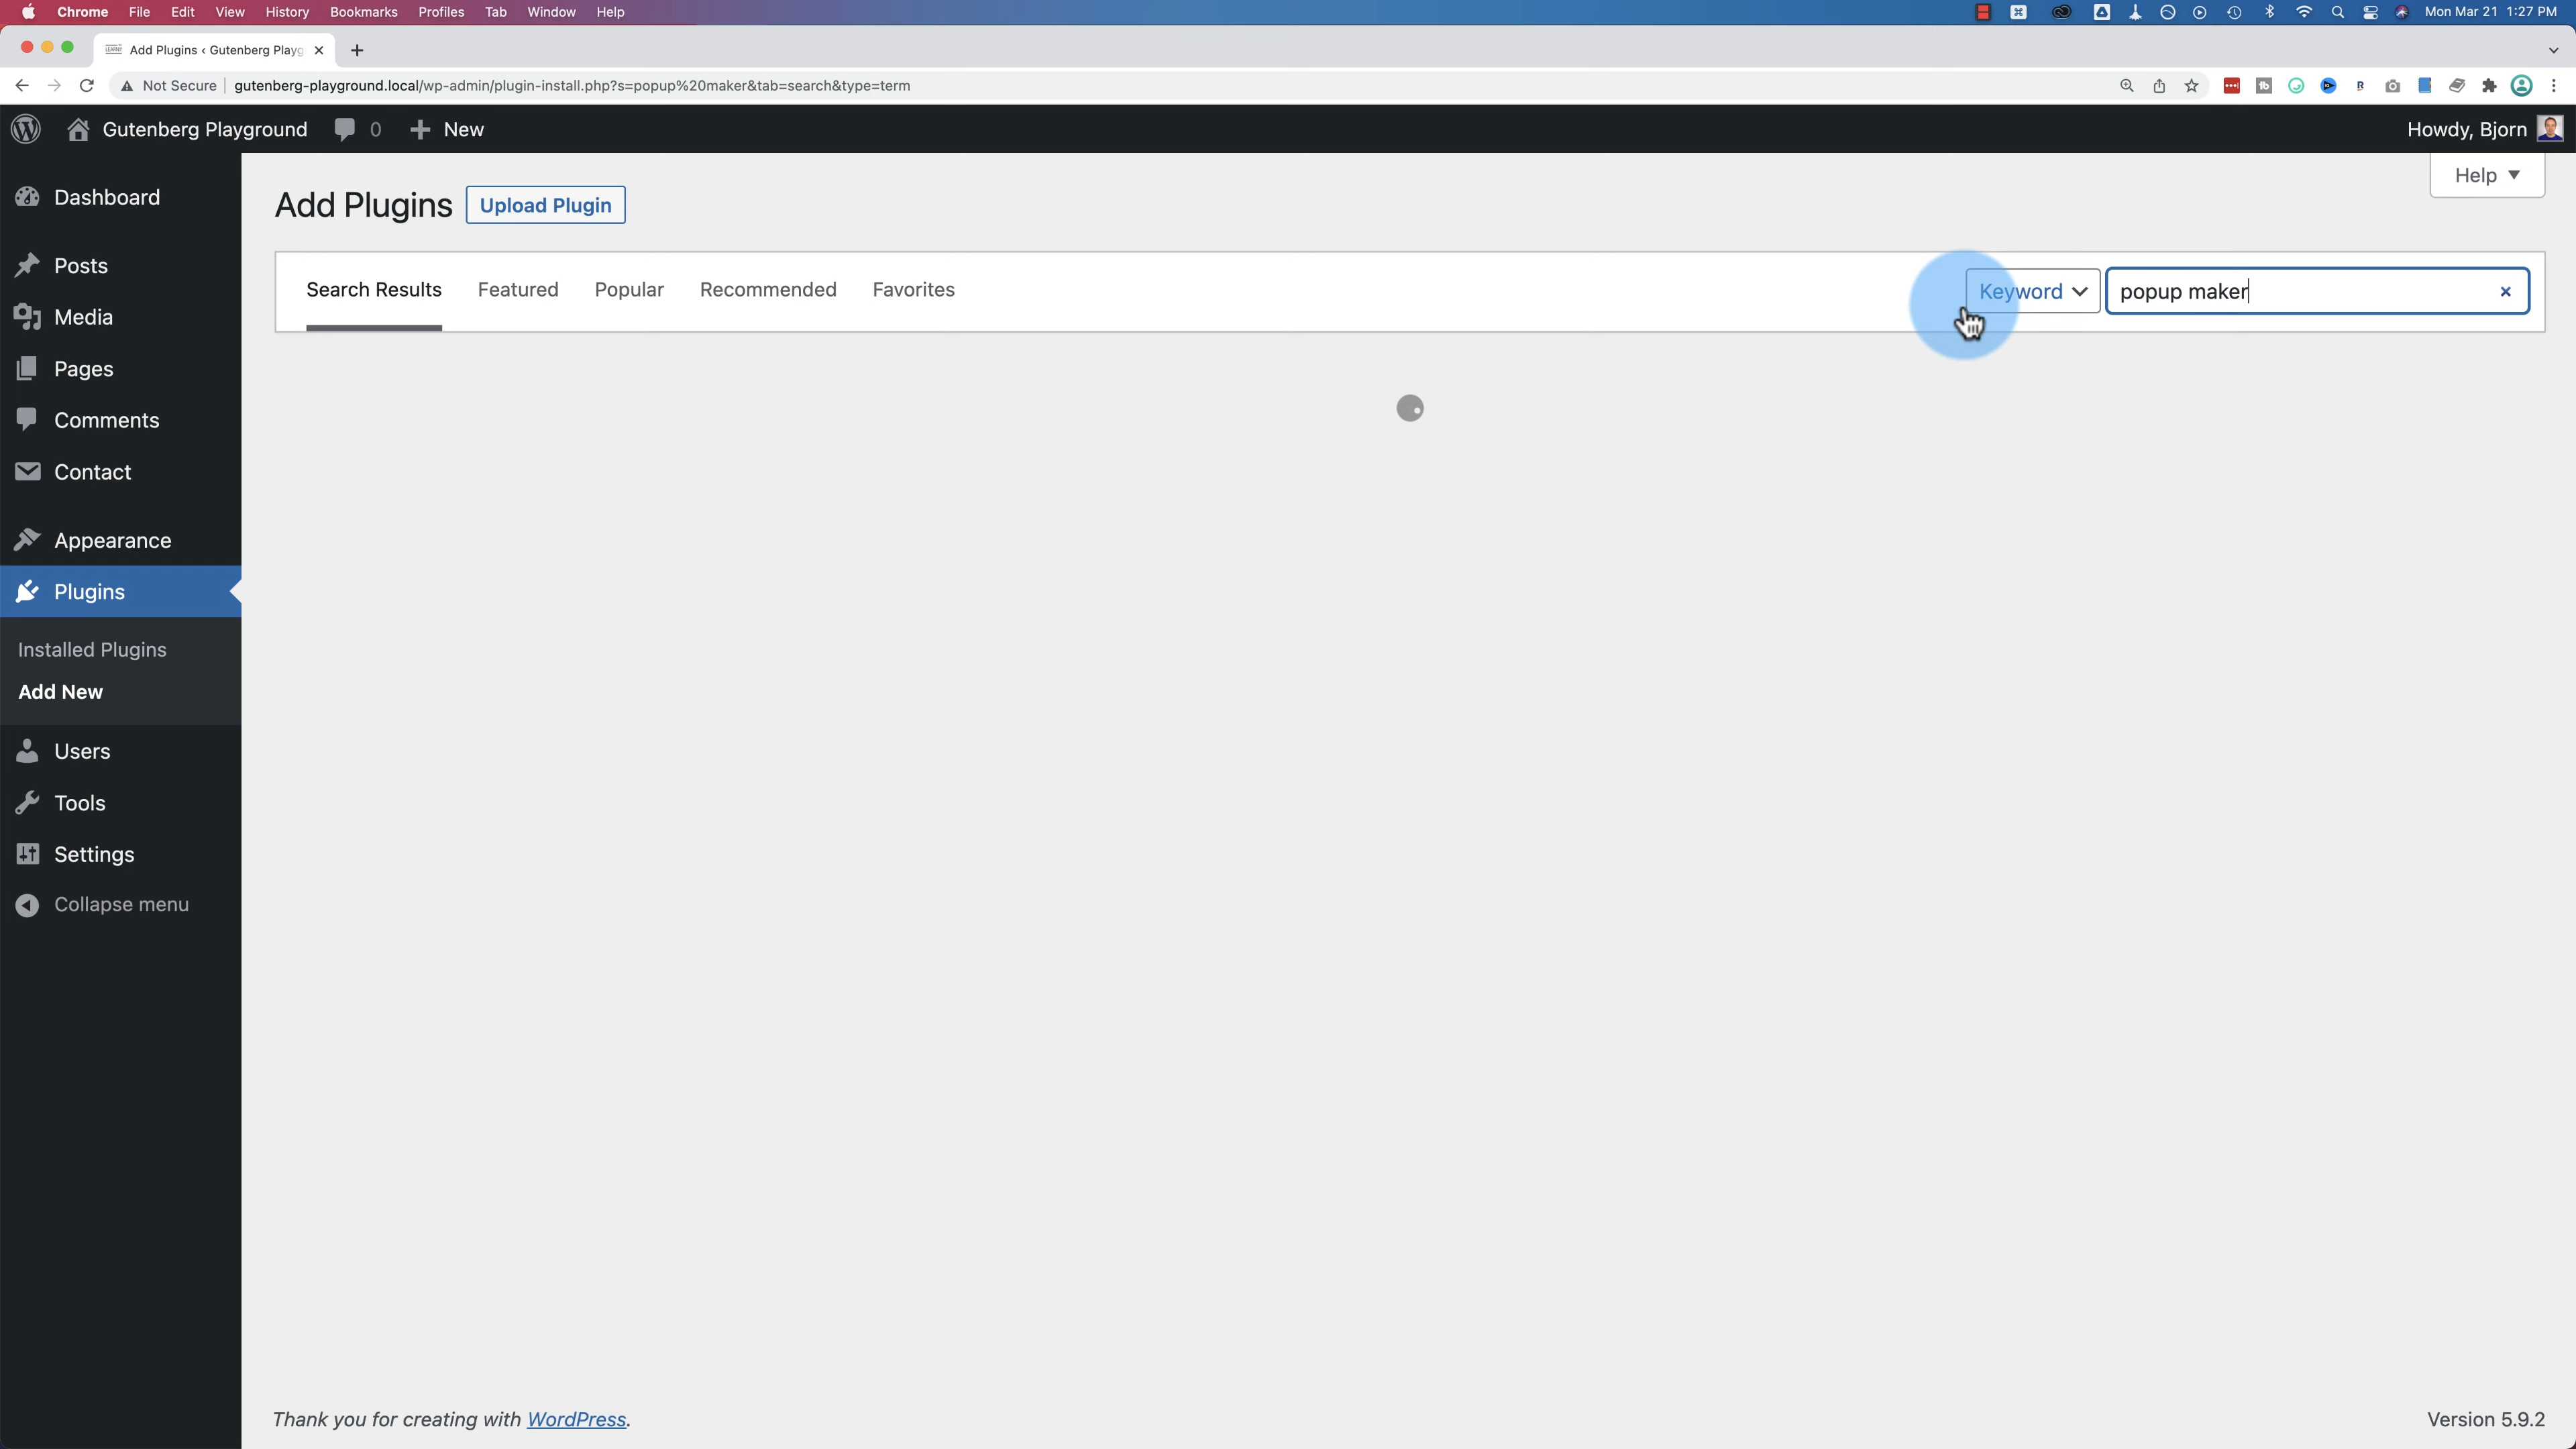 Chrome File Edit View History Bookmarks Profiles Tab Window Help Mon Mar 21 1:27 PM
Add Plugins ‹ Gutenberg Playg
Not Secure gutenberg-playground.local/wp-admin/plugin-install.php?s=popup%20maker&tab=search&type=term
Gutenberg Playground 0 New Howdy, Bjorn
Help
Add Plugins Upload Plugin
Search Results Featured Popular Recommended Favorites Keyword popup maker
Dashboard
Posts
Media
Pages
Comments
Contact
Appearance
Plugins
Installed Plugins
Add New
Users
Tools
Settings
Collapse menu
Thank you for creating with WordPress. Version 5.9.2